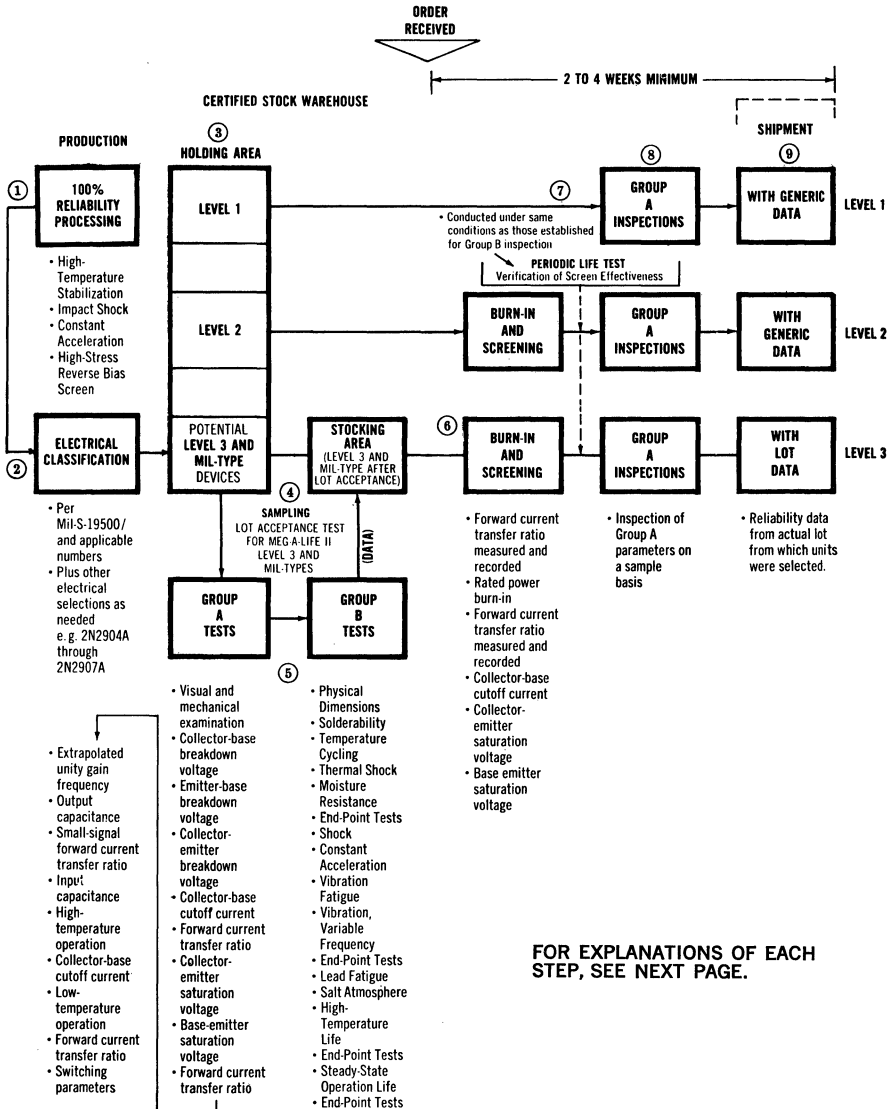 ORDER
RECEIVED
2 TO 4 WEEKS MINIMUM
CERTIFIED STOCK WAREHOUSE
PRODUCTION
3
HOLDING AREA
SHIPMENT
1
100%
RELIABILITY
PROCESSING
• High-
Temperature
Stabilization
• Impact Shock
• Constant
Acceleration
• High-Stress
Reverse Bias
Screen
LEVEL 1
7
• Conducted under same
conditions as those established
for Group B inspection
8
GROUP
A
INSPECTIONS
9
WITH GENERIC
DATA
LEVEL 1
PERIODIC LIFE TEST
Verification of Screen Effectiveness
LEVEL 2
BURN-IN
AND
SCREENING
GROUP
A
INSPECTIONS
WITH
GENERIC
DATA
LEVEL 2
2
ELECTRICAL
CLASSIFICATION
• Per
Mil-S-19500/
and applicable
numbers
• Plus other
electrical
selections as
needed
e. g. 2N2904A
through
2N2907A
POTENTIAL
LEVEL 3 AND
MIL-TYPE
DEVICES
STOCKING
AREA
(LEVEL 3 AND
MIL-TYPE AFTER
LOT ACCEPTANCE)
6
BURN-IN
AND
SCREENING
GROUP
A
INSPECTIONS
WITH
LOT
DATA
LEVEL 3
4
SAMPLING
LOT ACCEPTANCE TEST
FOR MEG-A-LIFE II
LEVEL 3 AND
MIL-TYPES
(DATA)
GROUP
A
TESTS
GROUP
B
TESTS
5
• Forward current
transfer ratio
measured and
recorded
• Rated power
burn-in
• Forward current
transfer ratio
measured and
recorded
• Collector-base
cutoff current
• Collector-
emitter
saturation
voltage
• Base emitter
saturation
voltage
• Inspection of
Group A
parameters on
a sample
basis
• Reliability data
from actual lot
from which units
were selected.
• Extrapolated
unity gain
frequency
• Output
capacitance
• Small-signal
forward current
transfer ratio
• Input
capacitance
• High-
temperature
operation
• Collector-base
cutoff current
• Low-
temperature
operation
• Forward current
transfer ratio
• Switching
parameters
• Visual and
mechanical
examination
• Collector-base
breakdown
voltage
• Emitter-base
breakdown
voltage
• Collector-
emitter
breakdown
voltage
• Collector-base
cutoff current
• Forward current
transfer ratio
• Collector-
emitter
saturation
voltage
• Base-emitter
saturation
voltage
• Forward current
transfer ratio
• Physical
Dimensions
• Solderability
• Temperature
Cycling
• Thermal Shock
• Moisture
Resistance
• End-Point Tests
• Shock
• Constant
Acceleration
• Vibration
Fatigue
• Vibration,
Variable
Frequency
• End-Point Tests
• Lead Fatigue
• Salt Atmosphere
• High-
Temperature
Life
• End-Point Tests
• Steady-State
Operation Life
• End-Point Tests
FOR EXPLANATIONS OF EACH
STEP, SEE NEXT PAGE.